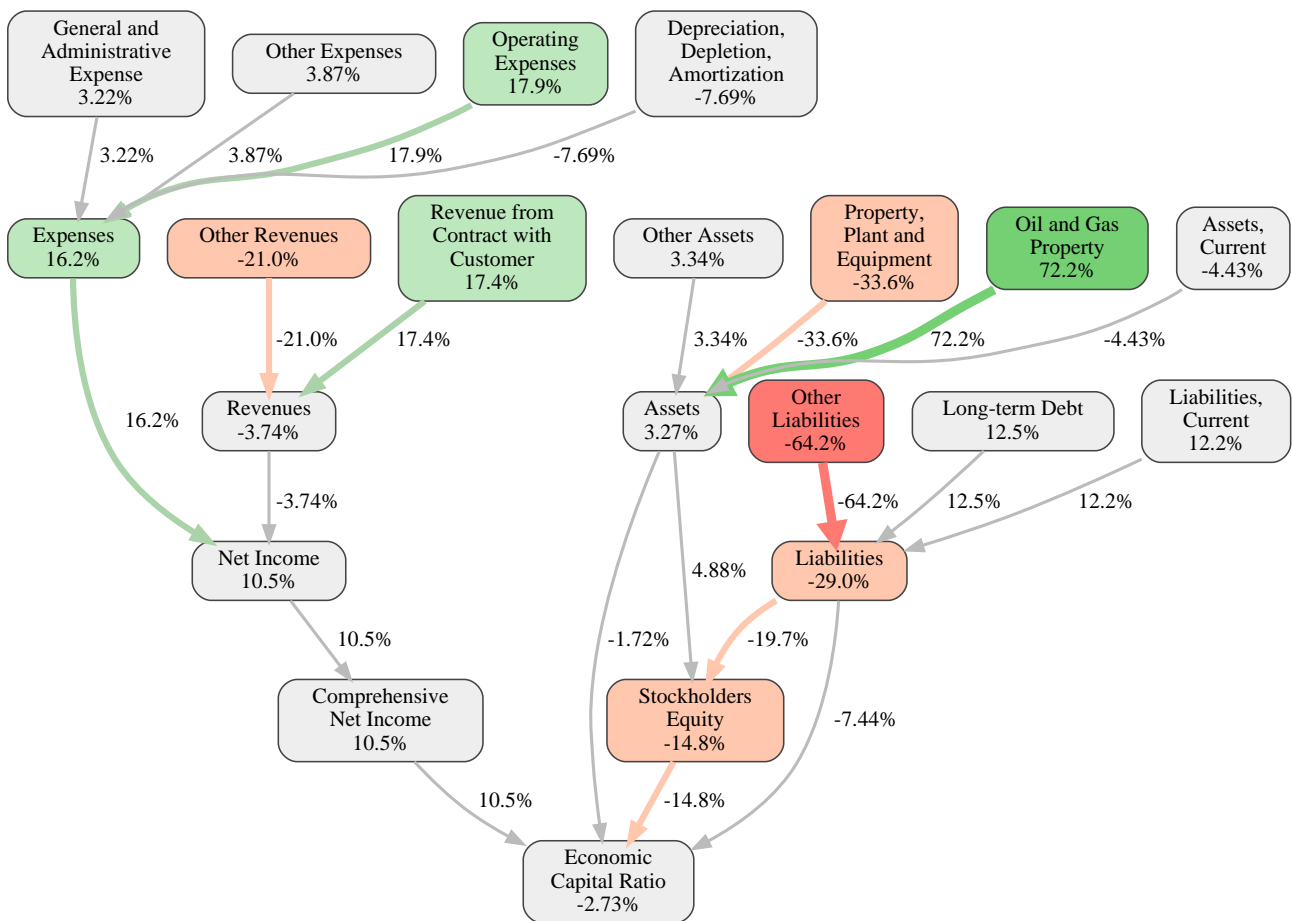 General and
Administrative
Expense
3.22%
Other Expenses
3.87%
Operating
Expenses
17.9%
Depreciation,
Depletion,
Amortization
-7.69%
3.22%
3.87%
17.9%
-7.69%
Expenses
16.2%
Other Revenues
-21.0%
Revenue from
Contract with
Customer
17.4%
Other Assets
3.34%
Property,
Plant and
Equipment
-33.6%
Oil and Gas
Property
72.2%
Assets,
Current
-4.43%
-21.0%
17.4%
3.34%
-33.6%
72.2%
-4.43%
16.2%
Revenues
-3.74%
Assets
3.27%
Other
Liabilities
-64.2%
Long-term Debt
12.5%
Liabilities,
Current
12.2%
-3.74%
4.88%
-64.2%
12.5%
12.2%
Net Income
10.5%
Liabilities
-29.0%
10.5%
-1.72%
-19.7%
-7.44%
Comprehensive
Net Income
10.5%
Stockholders
Equity
-14.8%
10.5%
-14.8%
Economic
Capital Ratio
-2.73%